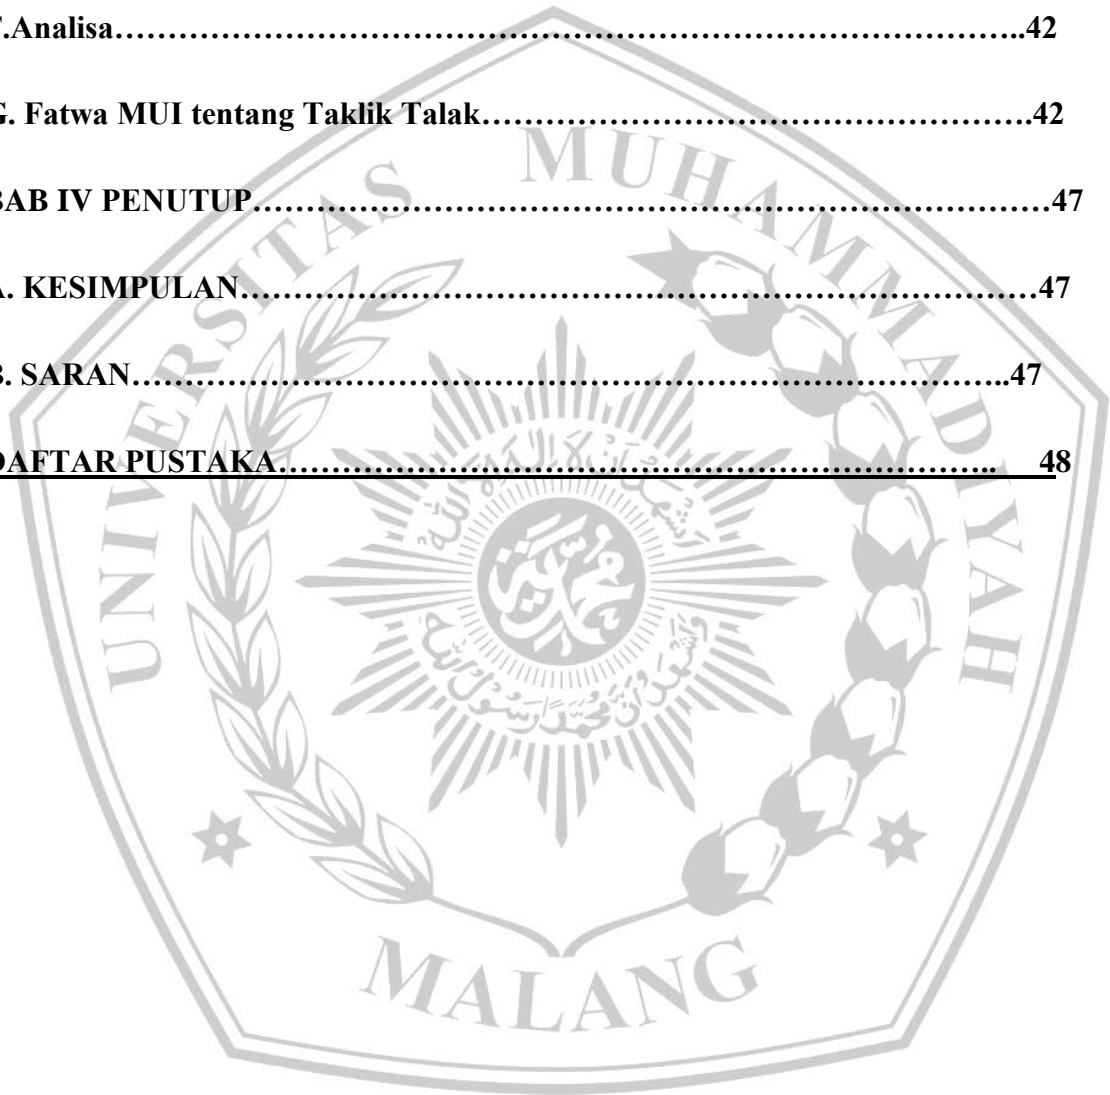 F.Analisa…………………………………………………………………………..42
G. Fatwa MUI tentang Taklik Talak…………………………………………….42
BAB IV PENUTUP…………………………………………………………………47
A. KESIMPULAN…………………………………………………………………47
B. SARAN………………………………………………………………………..47
DAFTAR PUSTAKA………………………………………………………….. 48
UNIVERSITAS MUHAMMADIYAH
MALANG